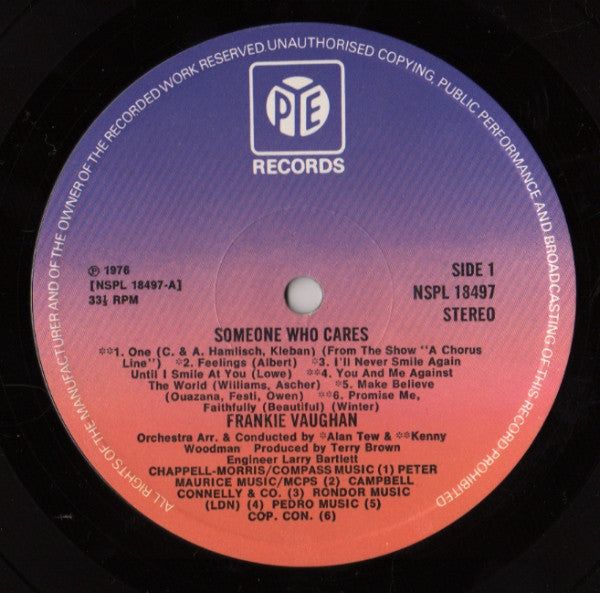 ALL RIGHTS OF THE MANUFACTURER AND OF THE OWNER OF THE RECORDED WORK RESERVED. UNAUTHORISED COPYING, PUBLIC PERFORMANCE AND BROADCASTING OF THIS RECORD PROHIBITED
PYE
RECORDS
℗ 1976
[NSPL 18497-A]
33⅓ RPM
SIDE 1
NSPL 18497
STEREO
SOMEONE WHO CARES
**1. One (C. & A. Hamlisch, Kleban) (From The Show "A Chorus
Line") *2. Feelings (Albert) *3. I'll Never Smile Again
Until I Smile At You (Lowe) **4. You And Me Against
The World (Williams, Ascher) *5. Make Believe
(Ouazana, Festi, Owen) **6. Promise Me,
Faithfully (Beautiful) (Winter)
FRANKIE VAUGHAN
Orchestra Arr. & Conducted by *Alan Tew & **Kenny
Woodman Produced by Terry Brown
Engineer Larry Bartlett
CHAPPELL-MORRIS/COMPASS MUSIC (1) PETER
MAURICE MUSIC/MCPS (2) CAMPBELL
CONNELLY & CO. (3) RONDOR MUSIC
(LDN) (4) PEDRO MUSIC (5)
COP. CON. (6)